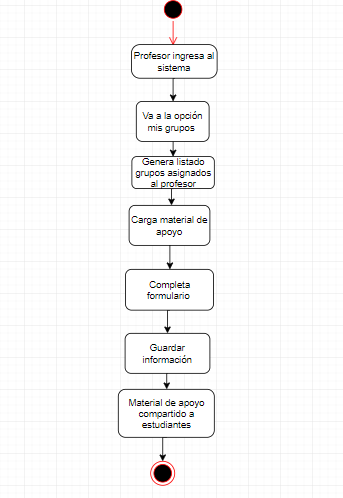 Profesor ingresa al
sistema
Va a la opción
mis grupos
Genera listado
grupos asignados
al profesor
Carga material de
apoyo
Completa
formulario
Guardar
información
Material de apoyo
compartido a
estudiantes